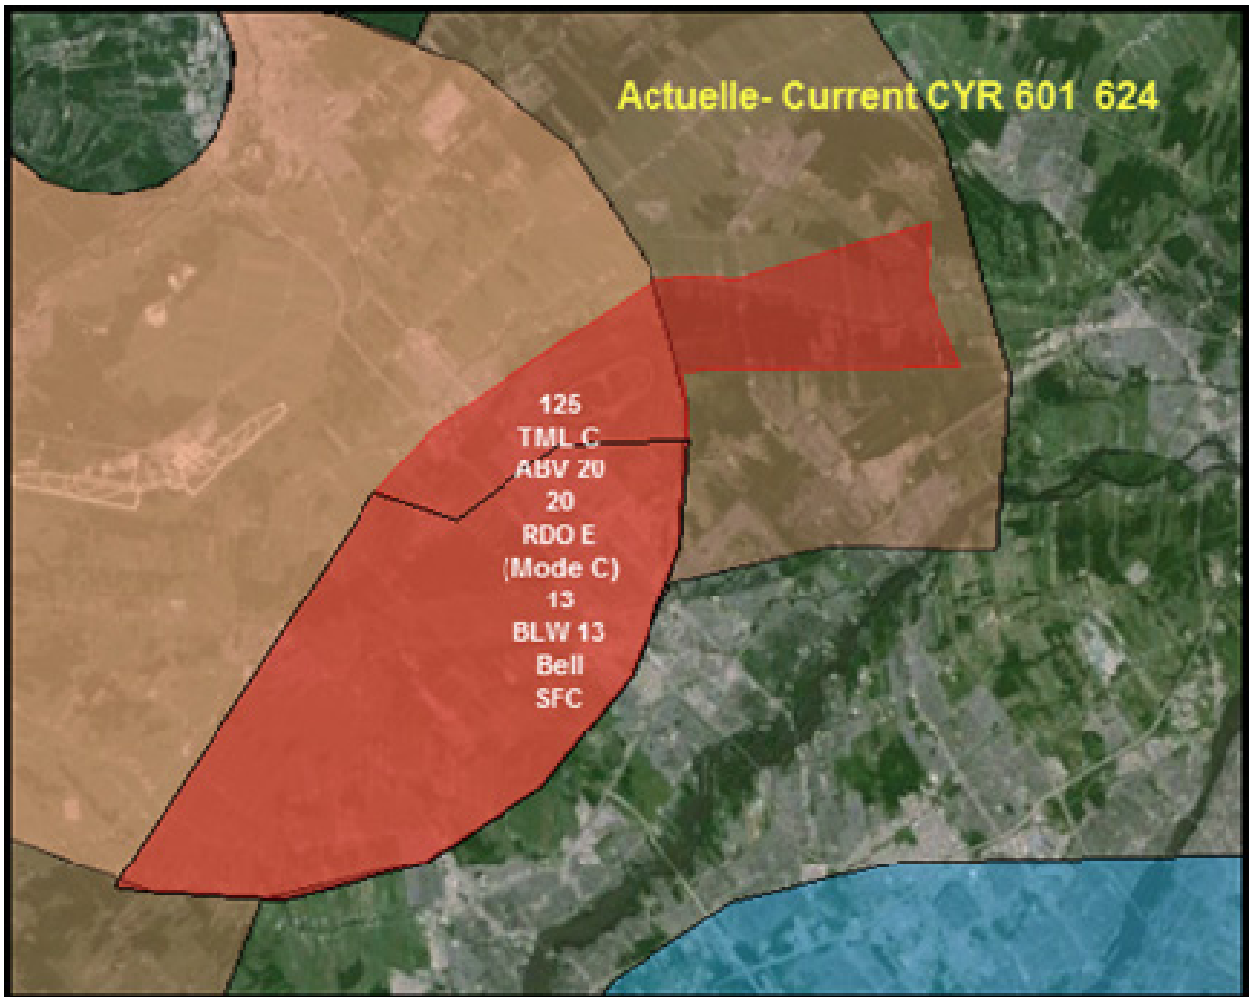 Actuelle- Current CYR 601 624
125
TML C
ABV 20
20
RDO E
(Mode C)
13
BLW 13
Bell
SFC